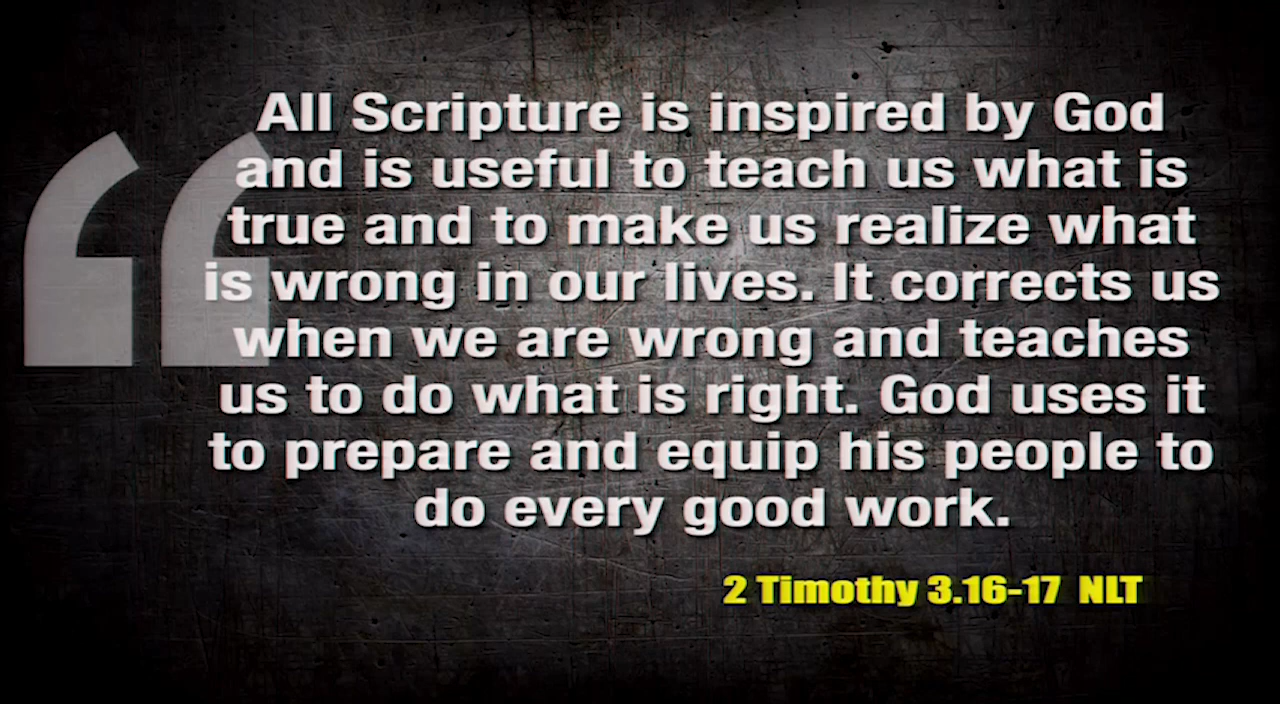 All Scripture is inspired by God
and is useful to teach us what is
true and to make us realize what
is wrong in our lives. It corrects us
when we are wrong and teaches
us to do what is right. God uses it
to prepare and equip his people to
do every good work.
2 Timothy 3.16-17 NLT